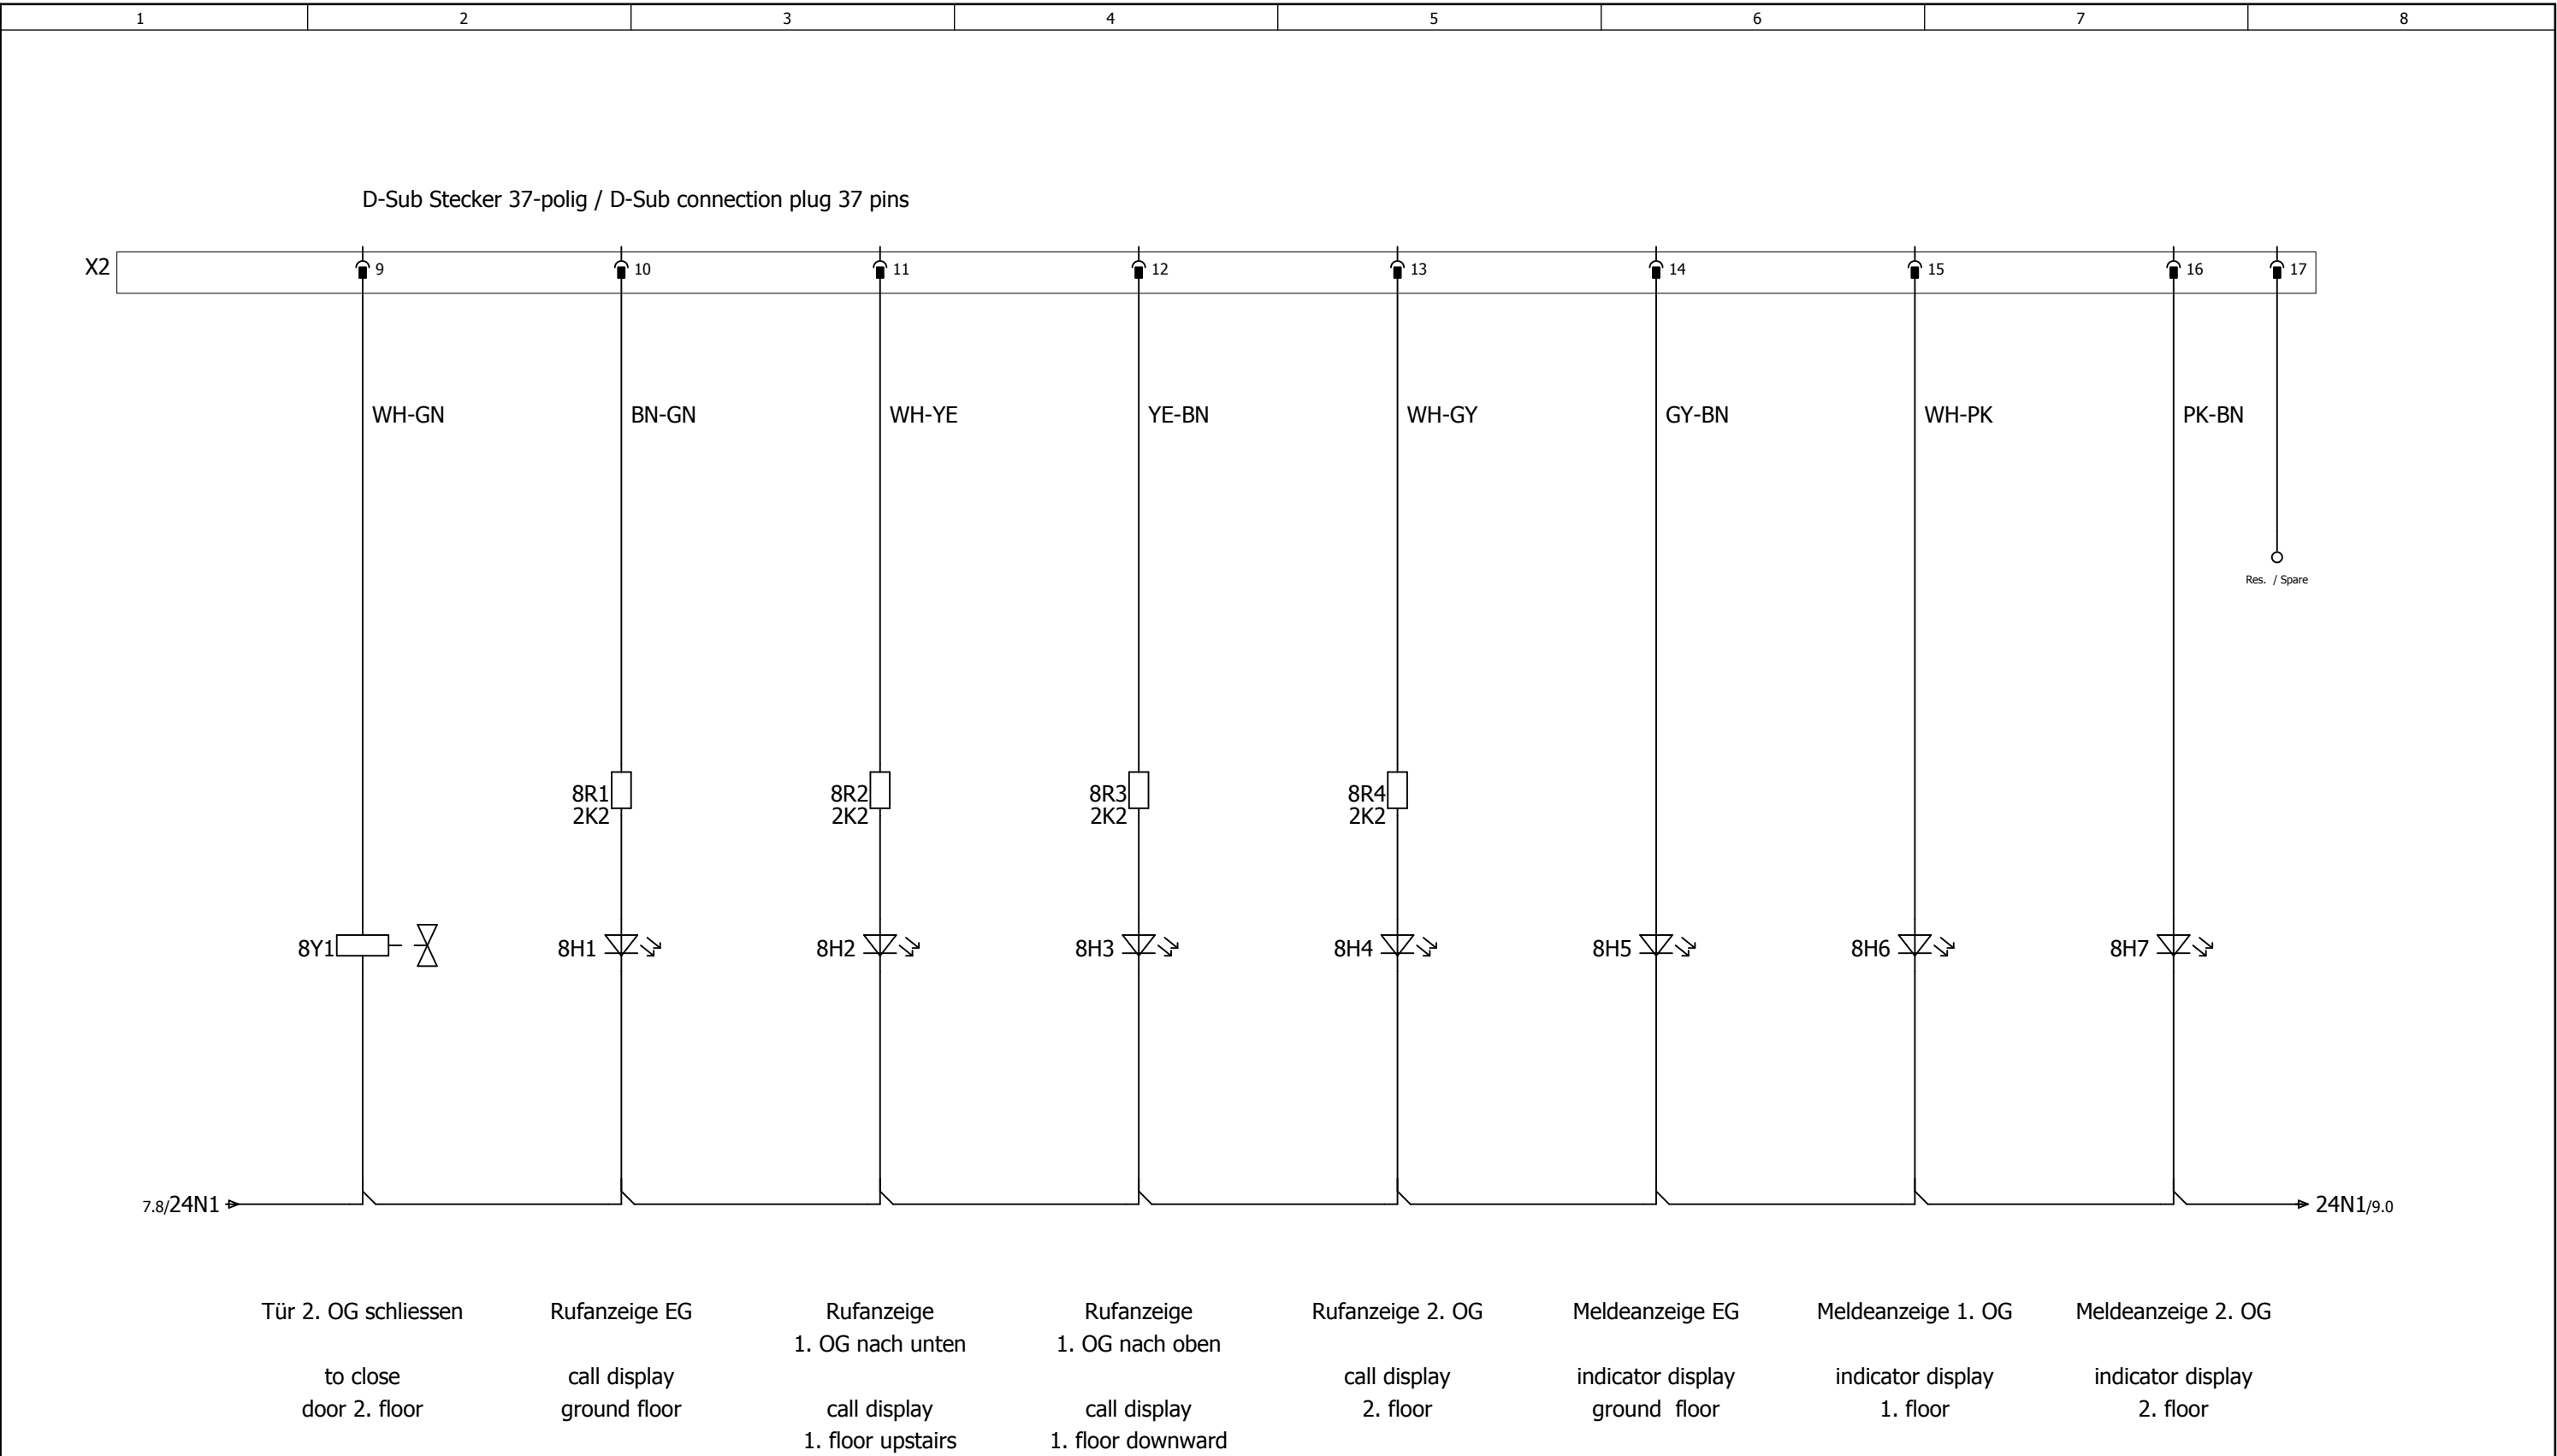 1 2 3 4 5 6 7 8
D-Sub Stecker 37-polig / D-Sub connection plug 37 pins
X2 9 10 11 12 13 14 15 16 17
WH-GN BN-GN WH-YE YE-BN WH-GY GY-BN WH-PK PK-BN
Res. / Spare
8R1 8R2 8R3 8R4
2K2 2K2 2K2 2K2
8Y1 8H1 8H2 8H3 8H4 8H5 8H6 8H7
7.8/24N1 24N1/9.0
Tür 2. OG schliessen Rufanzeige EG Rufanzeige Rufanzeige Rufanzeige 2. OG Meldeanzeige EG Meldeanzeige 1. OG Meldeanzeige 2. OG
1. OG nach unten 1. OG nach oben
to close call display call display indicator display indicator display indicator display
door 2. floor ground floor call display call display 2. floor ground floor 1. floor 2. floor
1. floor upstairs 1. floor downward